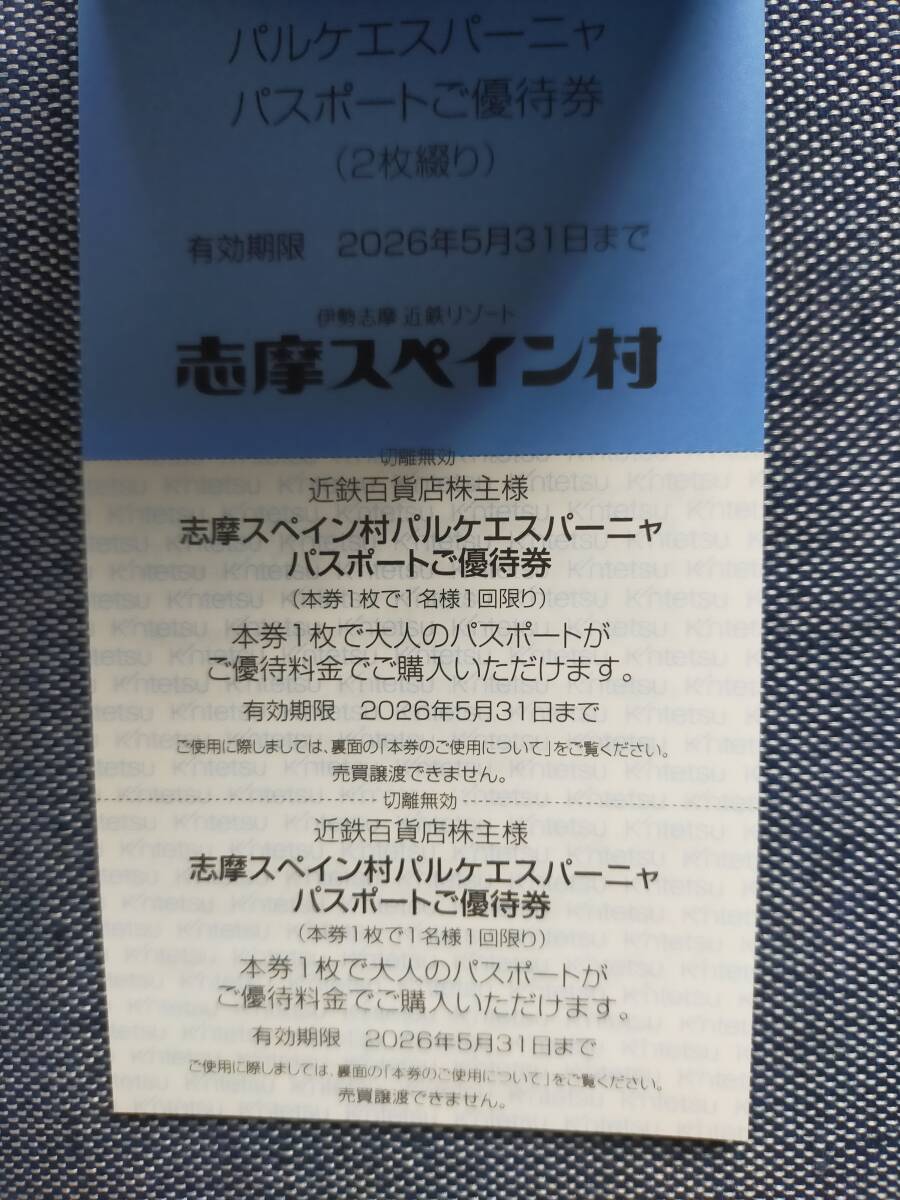 パルケエスパーニャ
パスポートご優待券
(2枚綴り)
有効期限 2026年5月31日まで
伊勢志摩 近鉄リゾート
志摩スペイン村
切離無効
近鉄百貨店株主様
志摩スペイン村パルケエスパーニャ
パスポートご優待券
(本券1枚で1名様1回限り)
本券1枚で大人のパスポートが
ご優待料金でご購入いただけます。
有効期限 2026年5月31日まで
ご使用に際しましては、裏面の「本券のご使用について」をご覧ください。
売買譲渡できません。
切離無効
近鉄百貨店株主様
志摩スペイン村パルケエスパーニャ
パスポートご優待券
(本券1枚で1名様1回限り)
本券1枚で大人のパスポートが
ご優待料金でご購入いただけます。
有効期限 2026年5月31日まで
ご使用に際しましては、裏面の「本券のご使用について」をご覧ください。
売買譲渡できません。